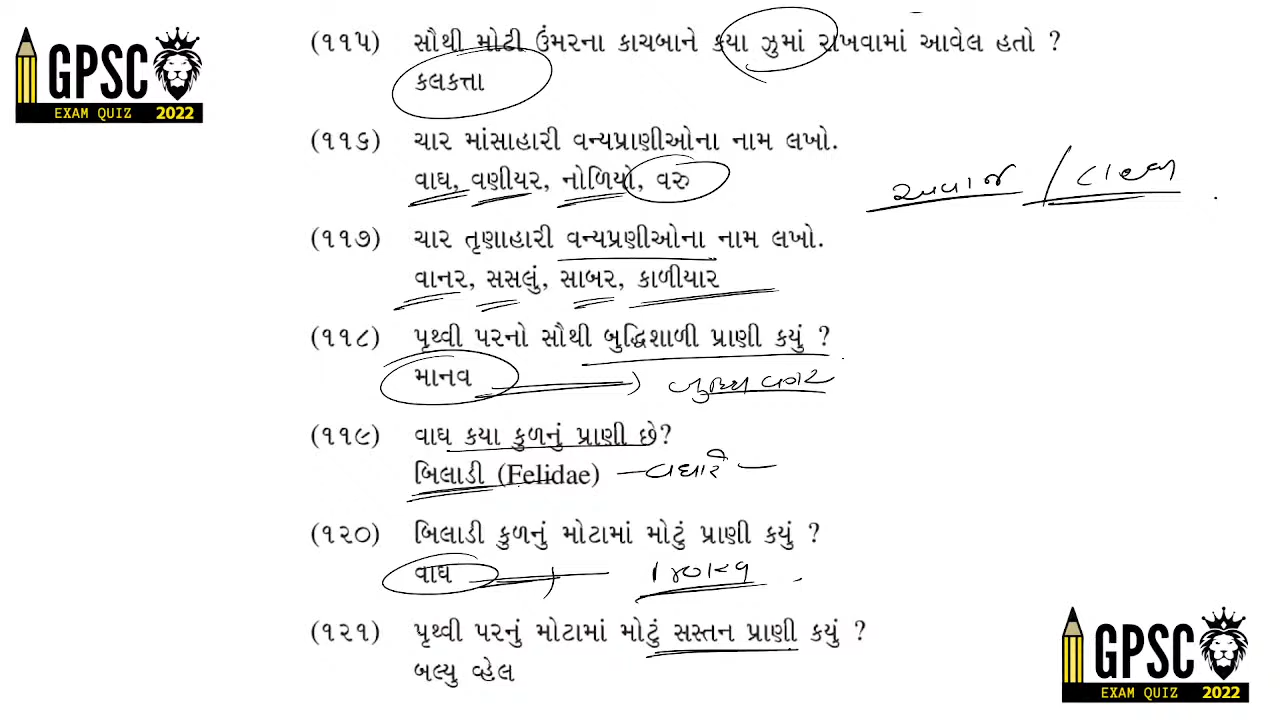 GPSC
EXAM QUIZ 2022
(૧૧૫) સૌથી મોટી ઉંમરના કાચબાને કયા ઝુમાં રાખવામાં આવેલ હતો ?
કલકત્તા
(૧૧૬) ચાર માંસાહારી વન્યપ્રાણીઓના નામ લખો.
વાઘ, વણીયર, નોળિયો, વરુ
અવાજ /
(૧૧૭) ચાર તૃણાહારી વન્યપ્રણીઓના નામ લખો.
વાનર, સસલું, સાબર, કાળીયાર
(૧૧૮) પૃથ્વી પરનો સૌથી બુદ્ધિશાળી પ્રાણી કયું ?
માનવ
(૧૧૯) વાઘ કયા કુળનું પ્રાણી છે?
બિલાડી (Felidae)
(૧૨૦) બિલાડી કુળનું મોટામાં મોટું પ્રાણી કયું ?
વાઘ
(૧૨૧) પૃથ્વી પરનું મોટામાં મોટું સસ્તન પ્રાણી કયું ?
બલ્યુ વ્હેલ
GPSC
EXAM QUIZ 2022